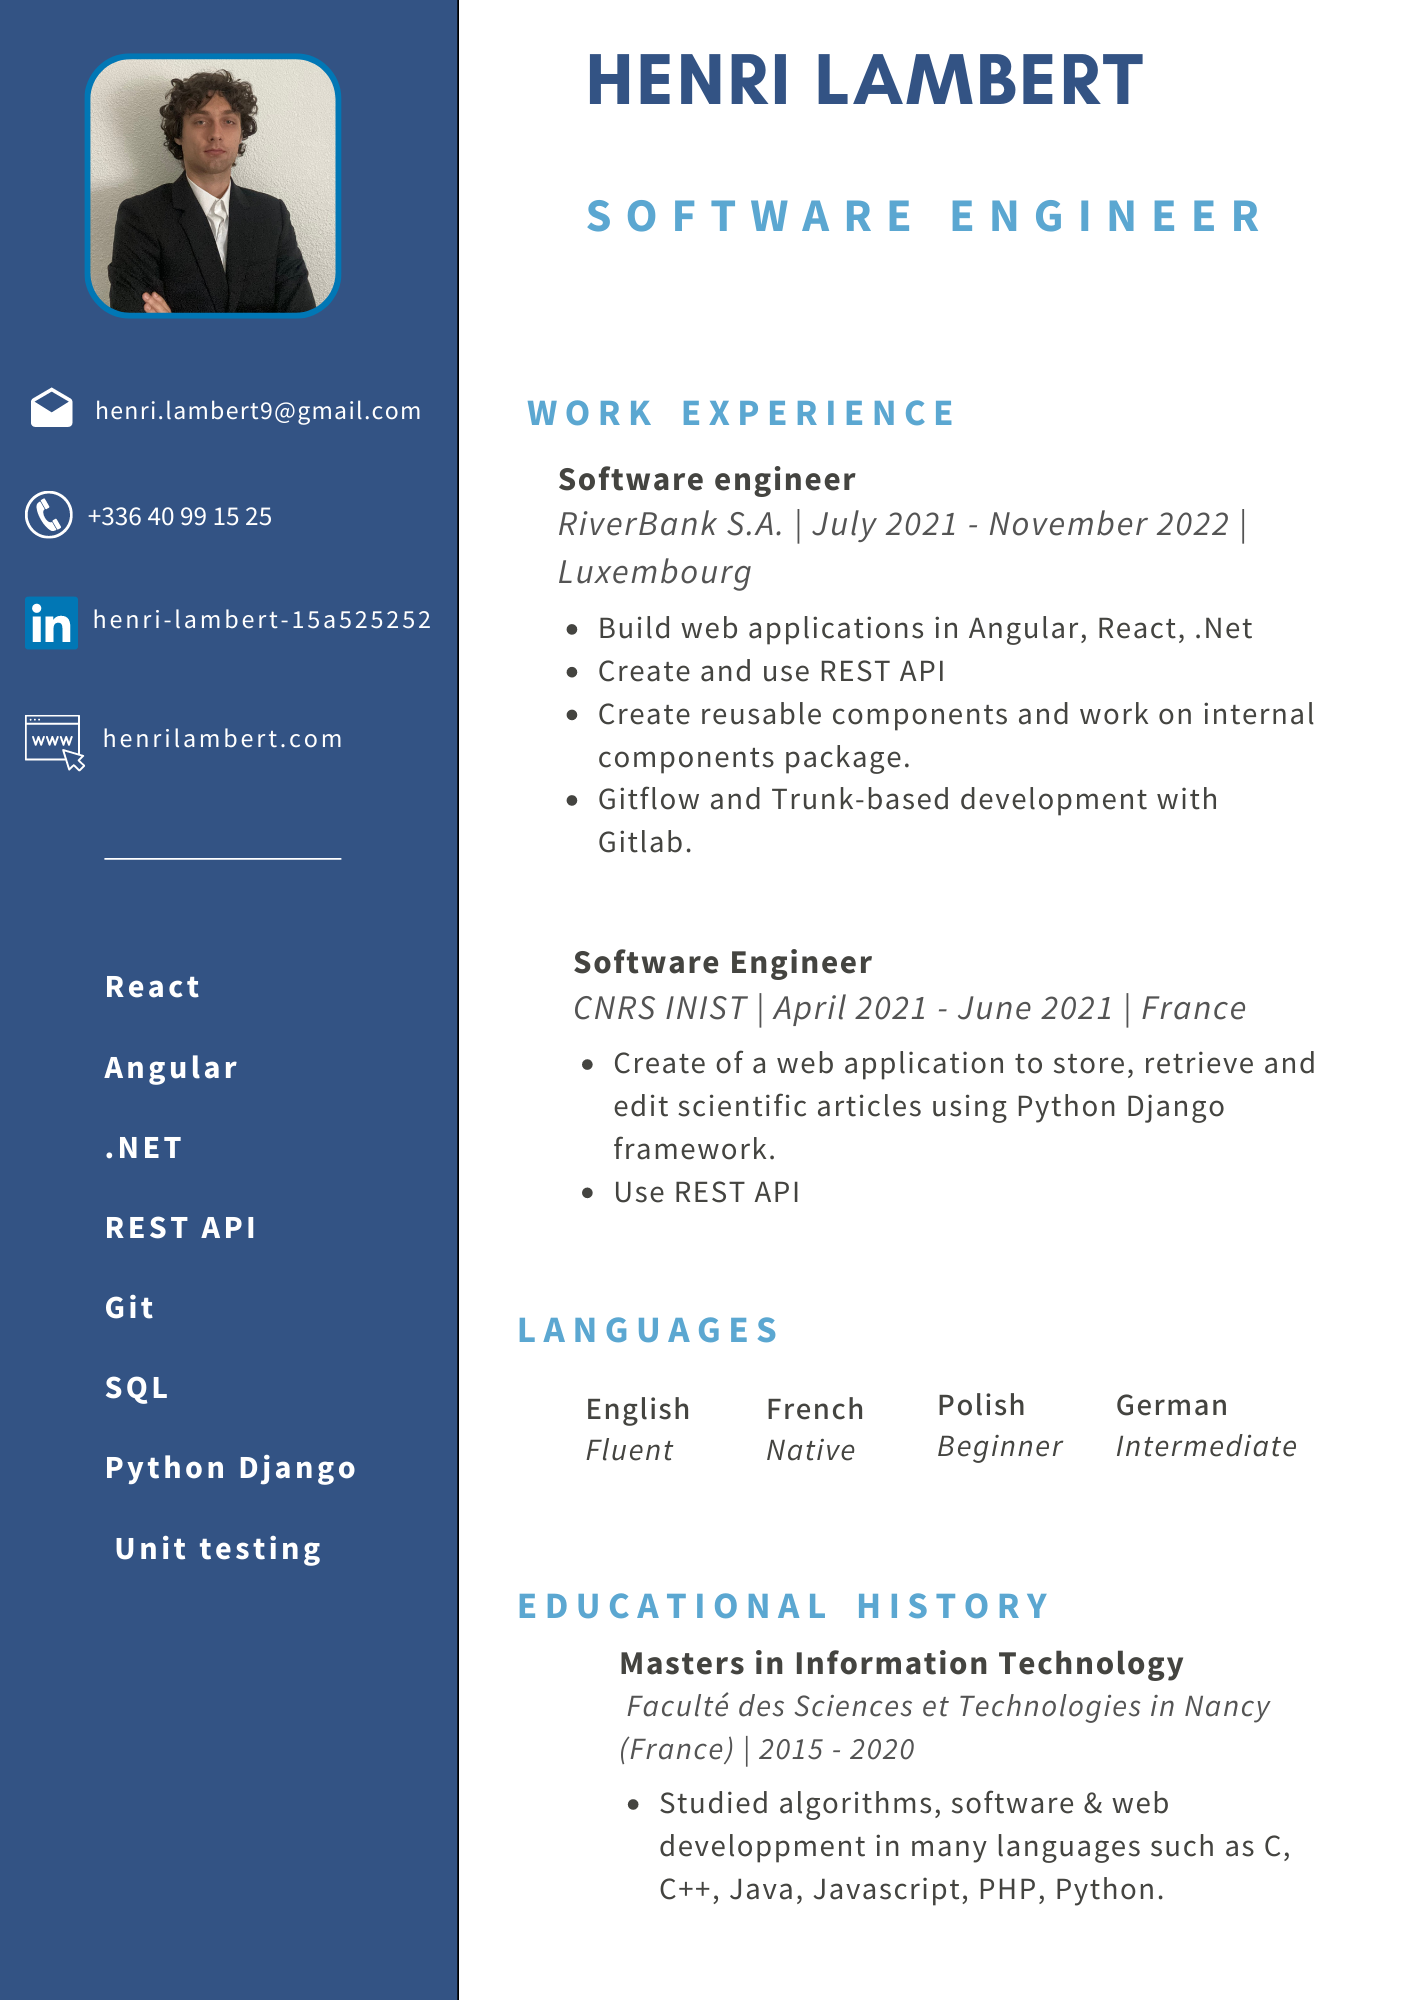 HENRI LAMBERT
SOFTWARE ENGINEER
henri.lambert9@gmail.com
+336 40 99 15 25
in henri-lambert-15a525252
www henrilambert.com
React
Angular
.NET
REST API
Git
SQL
Python Django
Unit testing
WORK EXPERIENCE
Software engineer
RiverBank S.A. | July 2021 - November 2022 |
Luxembourg
• Build web applications in Angular, React, .Net
• Create and use REST API
• Create reusable components and work on internal
components package.
• Gitflow and Trunk-based development with
Gitlab.
Software Engineer
CNRS INIST | April 2021 - June 2021 | France
• Create of a web application to store, retrieve and
edit scientific articles using Python Django
framework.
• Use REST API
LANGUAGES
English
Fluent
French
Native
Polish
Beginner
German
Intermediate
EDUCATIONAL HISTORY
Masters in Information Technology
Faculté des Sciences et Technologies in Nancy
(France) | 2015 - 2020
• Studied algorithms, software & web
developpment in many languages such as C,
C++, Java, Javascript, PHP, Python.